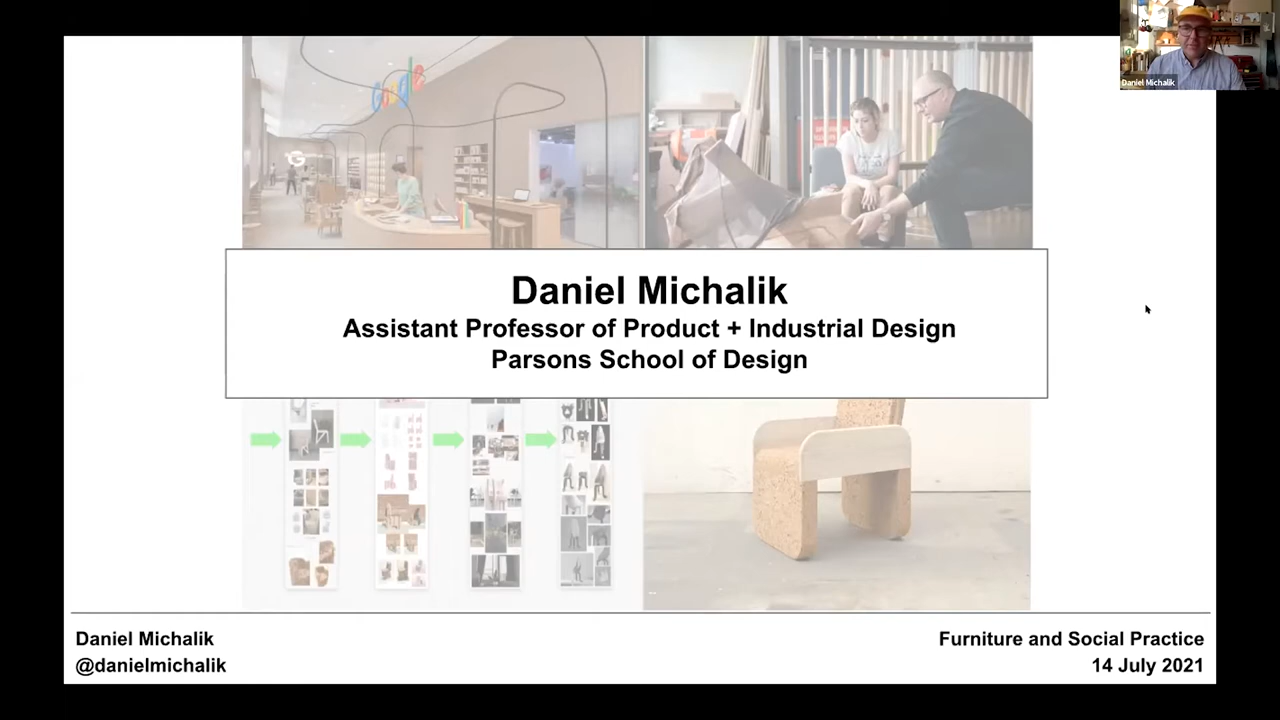 Google
G
Daniel Michalik
Daniel Michalik
Assistant Professor of Product + Industrial Design
Parsons School of Design
Daniel Michalik
@danielmichalik
Furniture and Social Practice
14 July 2021